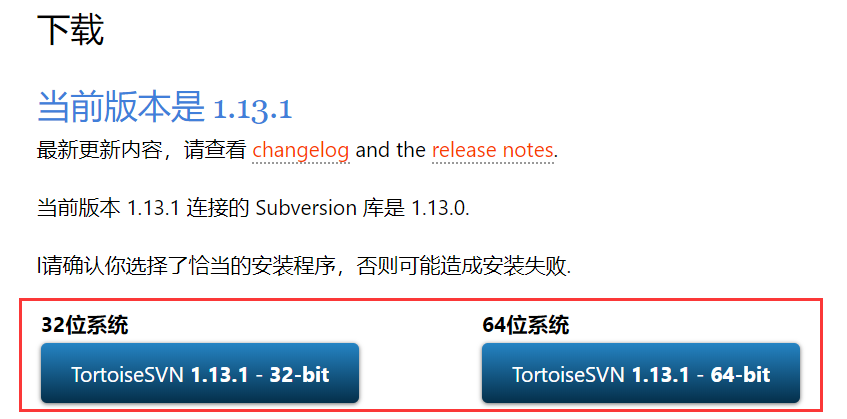 下载
当前版本是 1.13.1
最新更新内容，请查看 changelog and the release notes.
当前版本 1.13.1 连接的 Subversion 库是 1.13.0.
I请确认你选择了恰当的安装程序，否则可能造成安装失败.
32位系统
64位系统
TortoiseSVN 1.13.1 - 32-bit
TortoiseSVN 1.13.1 - 64-bit